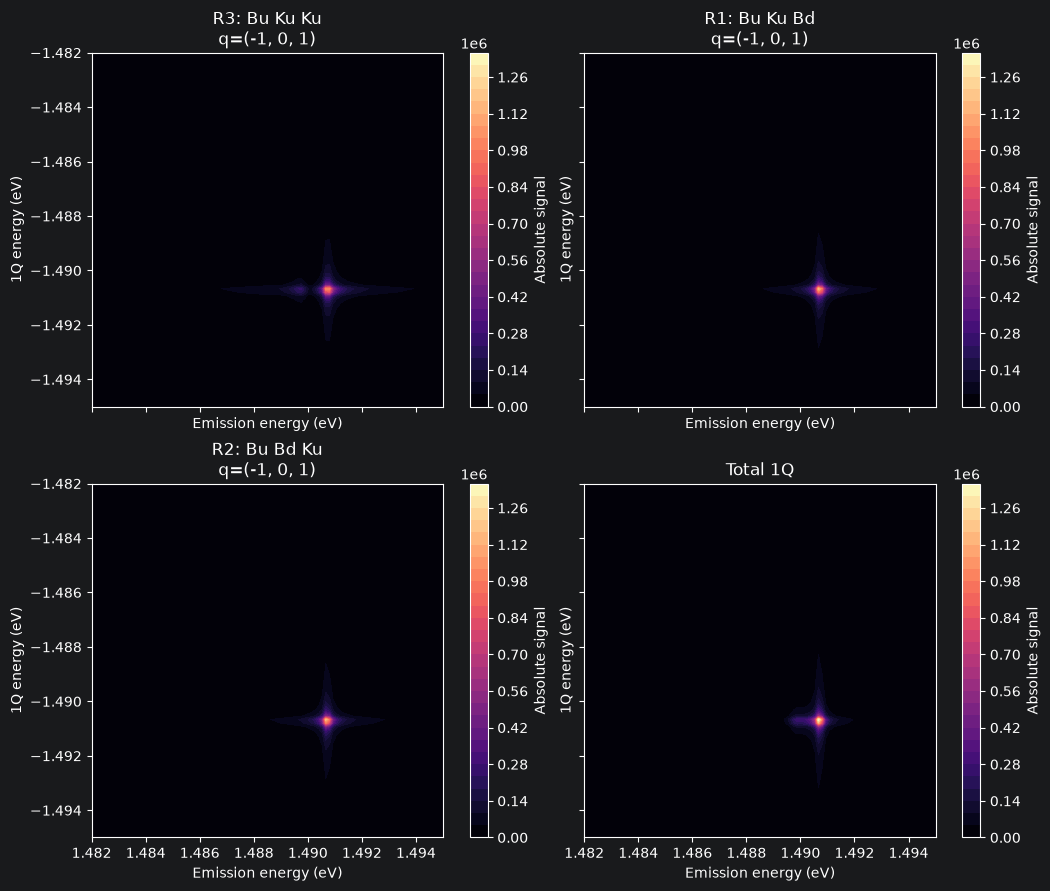 R3: Bu Ku Ku
q=(-1, 0, 1)
1e6
−1.482
−1.484
−1.486
−1.488
−1.490
−1.492
−1.494
1Q energy (eV)
Emission energy (eV)
1.26
1.12
0.98
0.84
0.70
0.56
0.42
0.28
0.14
0.00
Absolute signal
R1: Bu Ku Bd
q=(-1, 0, 1)
1e6
1Q energy (eV)
Emission energy (eV)
1.26
1.12
0.98
0.84
0.70
0.56
0.42
0.28
0.14
0.00
Absolute signal
R2: Bu Bd Ku
q=(-1, 0, 1)
1e6
−1.482
−1.484
−1.486
−1.488
−1.490
−1.492
−1.494
1Q energy (eV)
1.482 1.484 1.486 1.488 1.490 1.492 1.494
Emission energy (eV)
1.26
1.12
0.98
0.84
0.70
0.56
0.42
0.28
0.14
0.00
Absolute signal
Total 1Q
1e6
1Q energy (eV)
1.482 1.484 1.486 1.488 1.490 1.492 1.494
Emission energy (eV)
1.26
1.12
0.98
0.84
0.70
0.56
0.42
0.28
0.14
0.00
Absolute signal